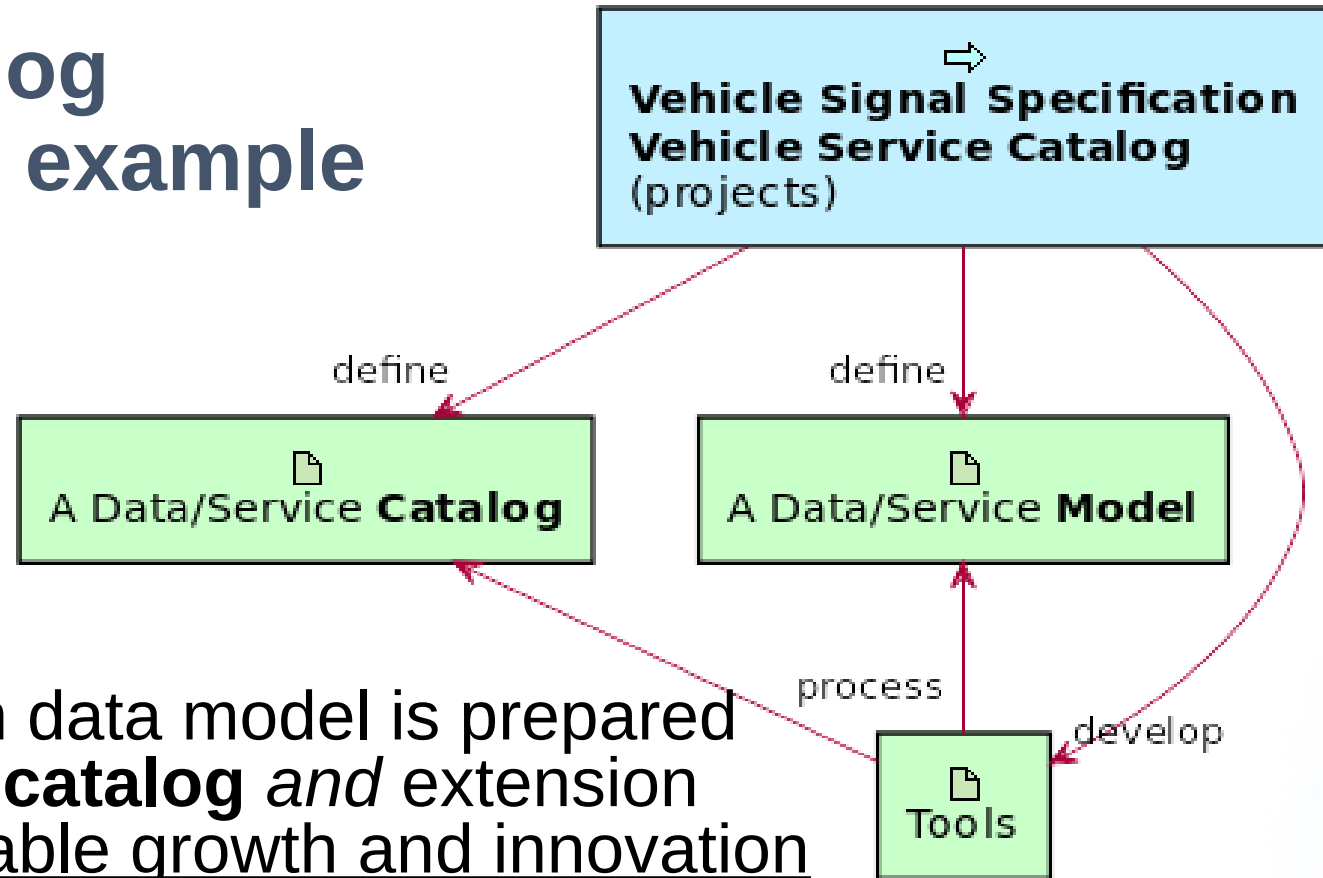 og
example
Vehicle Signal Specification
Vehicle Service Catalog
(projects)
define
define
A Data/Service Catalog
A Data/Service Model
process
develop
Tools
data model is prepared
catalog and extension
able growth and innovation